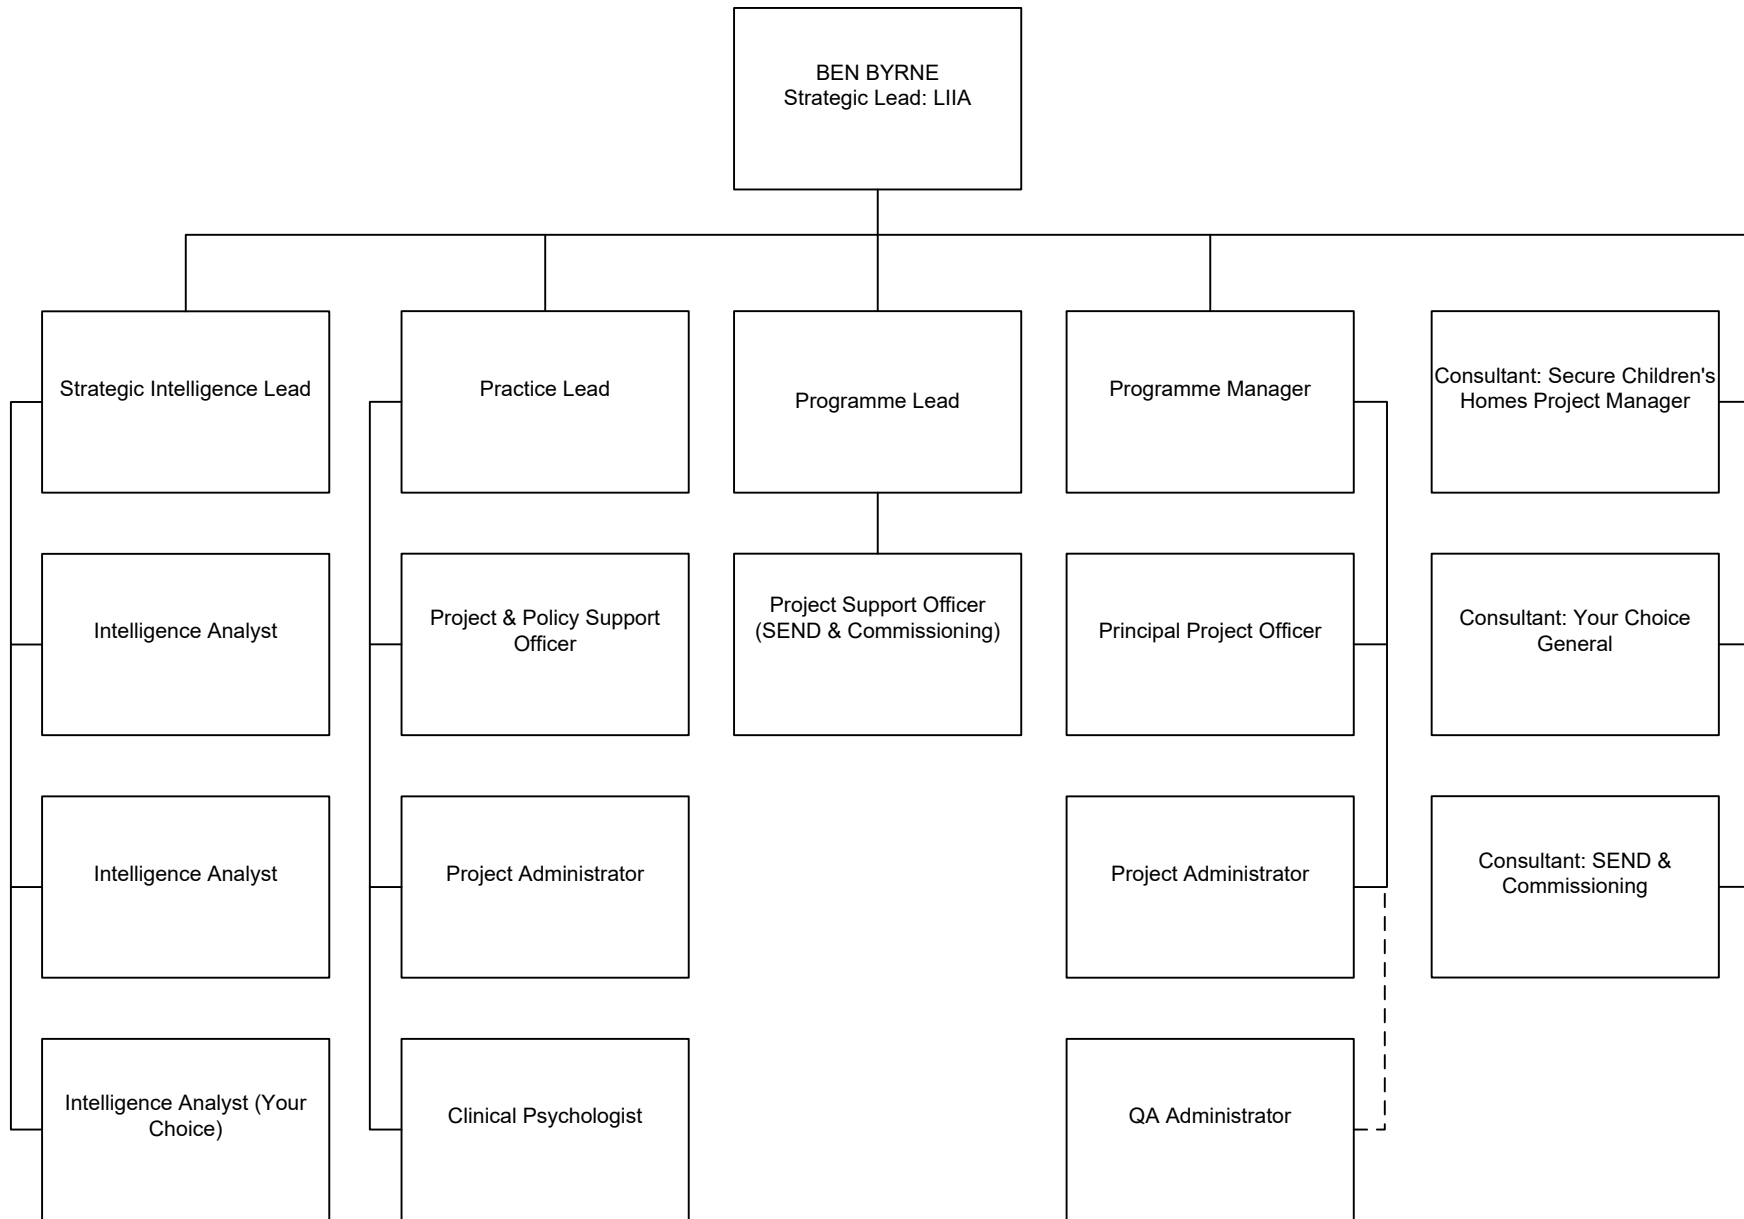 BEN BYRNE
Strategic Lead: LIIA
Strategic Intelligence Lead
Practice Lead
Programme Lead
Programme Manager
Consultant: Secure Children's
Homes Project Manager
Intelligence Analyst
Project & Policy Support
Officer
Project Support Officer
(SEND & Commissioning)
Principal Project Officer
Consultant: Your Choice
General
Intelligence Analyst
Project Administrator
Project Administrator
Consultant: SEND &
Commissioning
Intelligence Analyst (Your
Choice)
Clinical Psychologist
QA Administrator